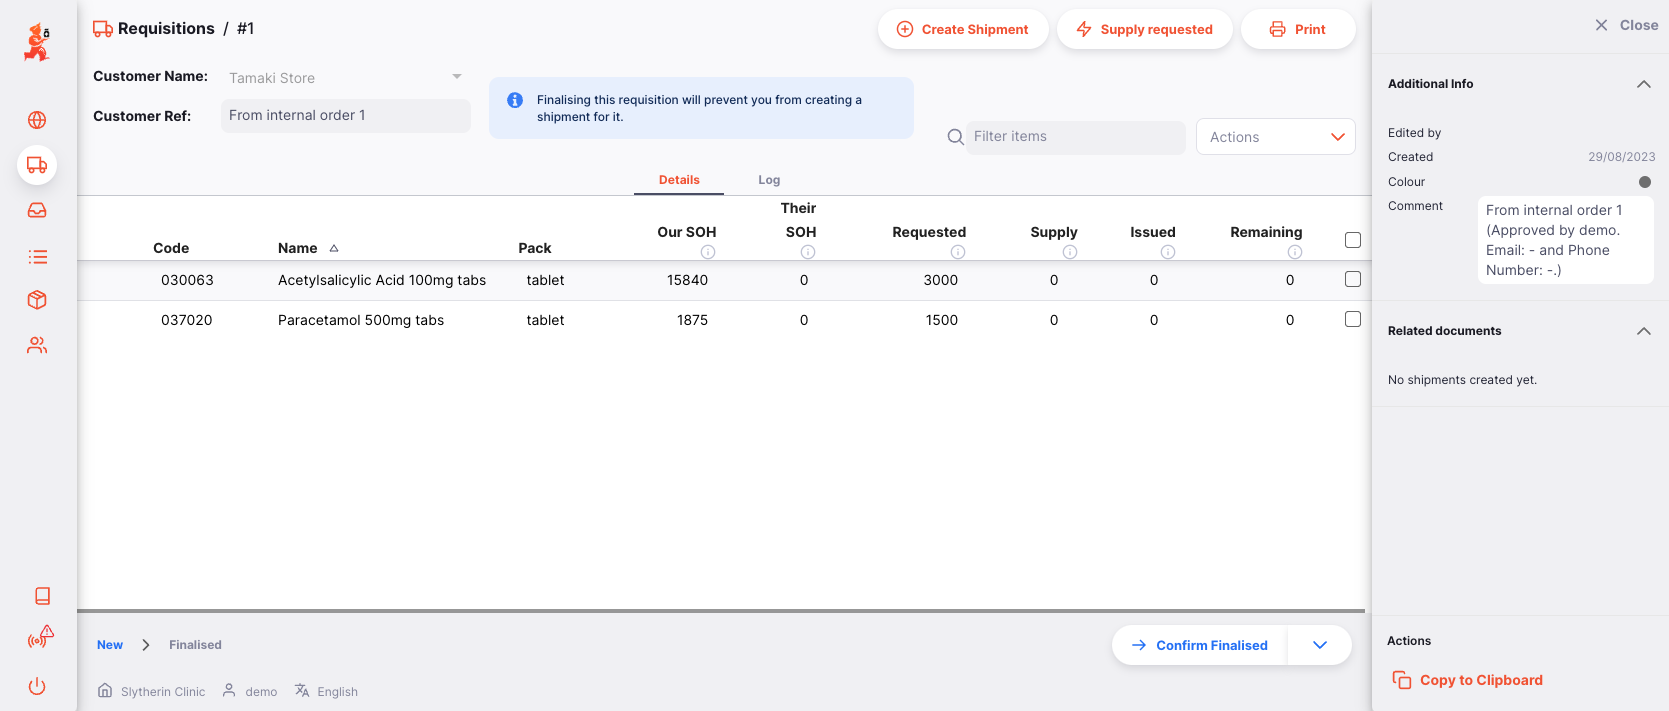 Requisitions / #1
Create Shipment
Supply requested
Print
Close
Customer Name: Tamaki Store
Customer Ref: From internal order 1
Finalising this requisition will prevent you from creating a
shipment for it.
Filter items
Actions
Details
Log
Code
Name
Pack
Our SOH
Their
SOH
Requested
Supply
Issued
Remaining
030063 Acetylsalicylic Acid 100mg tabs tablet 15840 0 3000 0 0 0
037020 Paracetamol 500mg tabs tablet 1875 0 1500 0 0 0
Additional Info
Edited by
Created 29/08/2023
Colour
Comment
From internal order 1
(Approved by demo.
Email: - and Phone
Number: -.)
Related documents
No shipments created yet.
Actions
Copy to Clipboard
New
Finalised
Confirm Finalised
Slytherin Clinic
demo
English